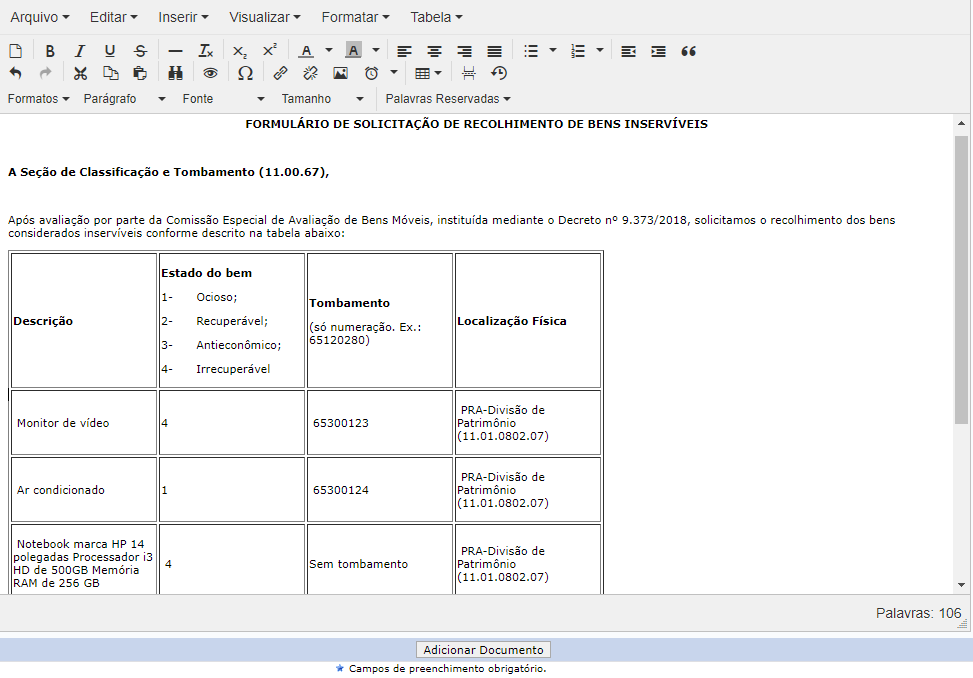 Arquivo Editar Inserir Visualizar Formatar Tabela
Formatos Parágrafo Fonte Tamanho Palavras Reservadas
FORMULÁRIO DE SOLICITAÇÃO DE RECOLHIMENTO DE BENS INSERVÍVEIS
A Seção de Classificação e Tombamento (11.00.67),
Após avaliação por parte da Comissão Especial de Avaliação de Bens Móveis, instituída mediante o Decreto nº 9.373/2018, solicitamos o recolhimento dos bens
considerados inservíveis conforme descrito na tabela abaixo:
Descrição
Estado do bem
1- Ocioso;
2- Recuperável;
3- Antieconômico;
4- Irrecuperável
Tombamento
(só numeração. Ex.:
65120280)
Localização Física
Monitor de vídeo
4
65300123
PRA-Divisão de
Patrimônio
(11.01.0802.07)
Ar condicionado
1
65300124
PRA-Divisão de
Patrimônio
(11.01.0802.07)
Notebook marca HP 14
polegadas Processador i3
HD de 500GB Memória
RAM de 256 GB
4
Sem tombamento
PRA-Divisão de
Patrimônio
(11.01.0802.07)
Palavras: 106
Adicionar Documento
Campos de preenchimento obrigatório.